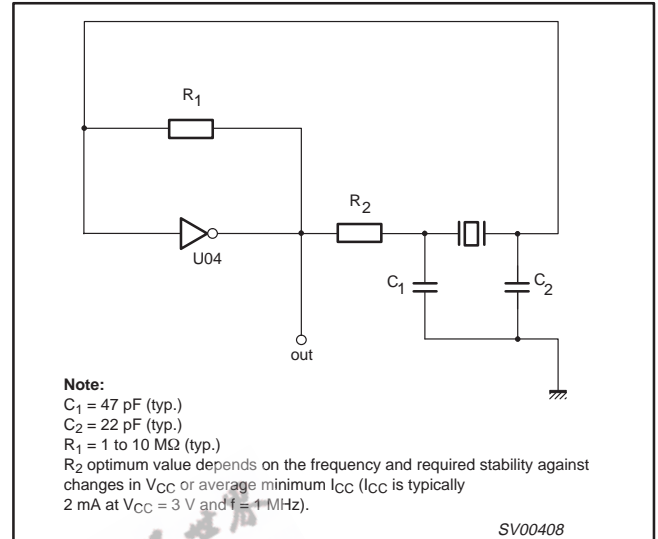 R1
R2
U04
C1
C2
out
Note:
C1 = 47 pF (typ.)
C2 = 22 pF (typ.)
R1 = 1 to 10 MΩ (typ.)
R2 optimum value depends on the frequency and required stability against
changes in VCC or average minimum ICC (ICC is typically
2 mA at VCC = 3 V and f = 1 MHz).
SV00408